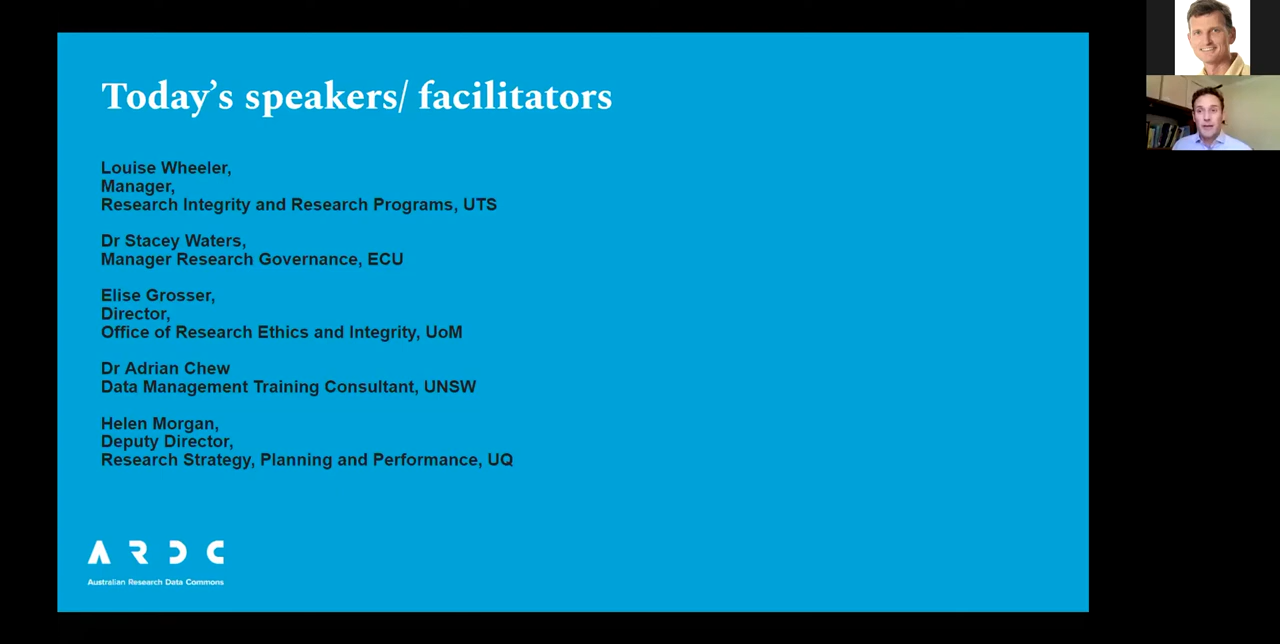 Today’s speakers/ facilitators
Louise Wheeler,
Manager,
Research Integrity and Research Programs, UTS
Dr Stacey Waters,
Manager Research Governance, ECU
Elise Grosser,
Director,
Office of Research Ethics and Integrity, UoM
Dr Adrian Chew
Data Management Training Consultant, UNSW
Helen Morgan,
Deputy Director,
Research Strategy, Planning and Performance, UQ
ARDC
Australian Research Data Commons